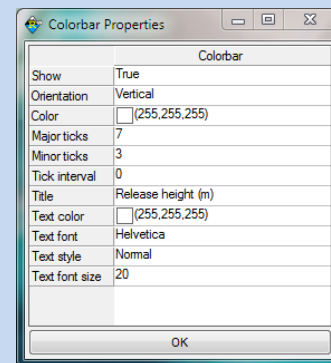 Colorbar Properties
Colorbar
Show True
Orientation Vertical
Color (255,255,255)
Major ticks 7
Minor ticks 3
Tick interval 0
Title Release height (m)
Text color (255,255,255)
Text font Helvetica
Text style Normal
Text font size 20
OK